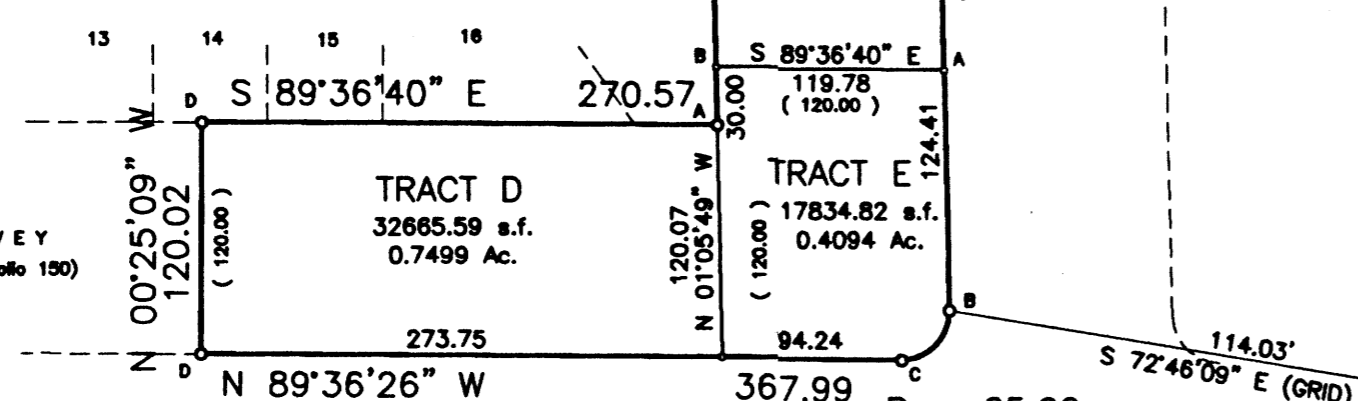 13 14 15 16
B S 89°36'40" E A
119.78
( 120.00 )
D S 89°36'40" E 270.57 A
30.00
124.41
N 00°25'09" W
120.02
( 120.00 )
TRACT D
32665.59 s.f.
0.7499 Ac.
120.07
N 01°05'49" W
( 120.00 )
TRACT E
17834.82 s.f.
0.4094 Ac.
150)
B
273.75
94.24
114.03'
S 72°46'09" E (GRID)
D
C
N 89°36'26" W
367.99